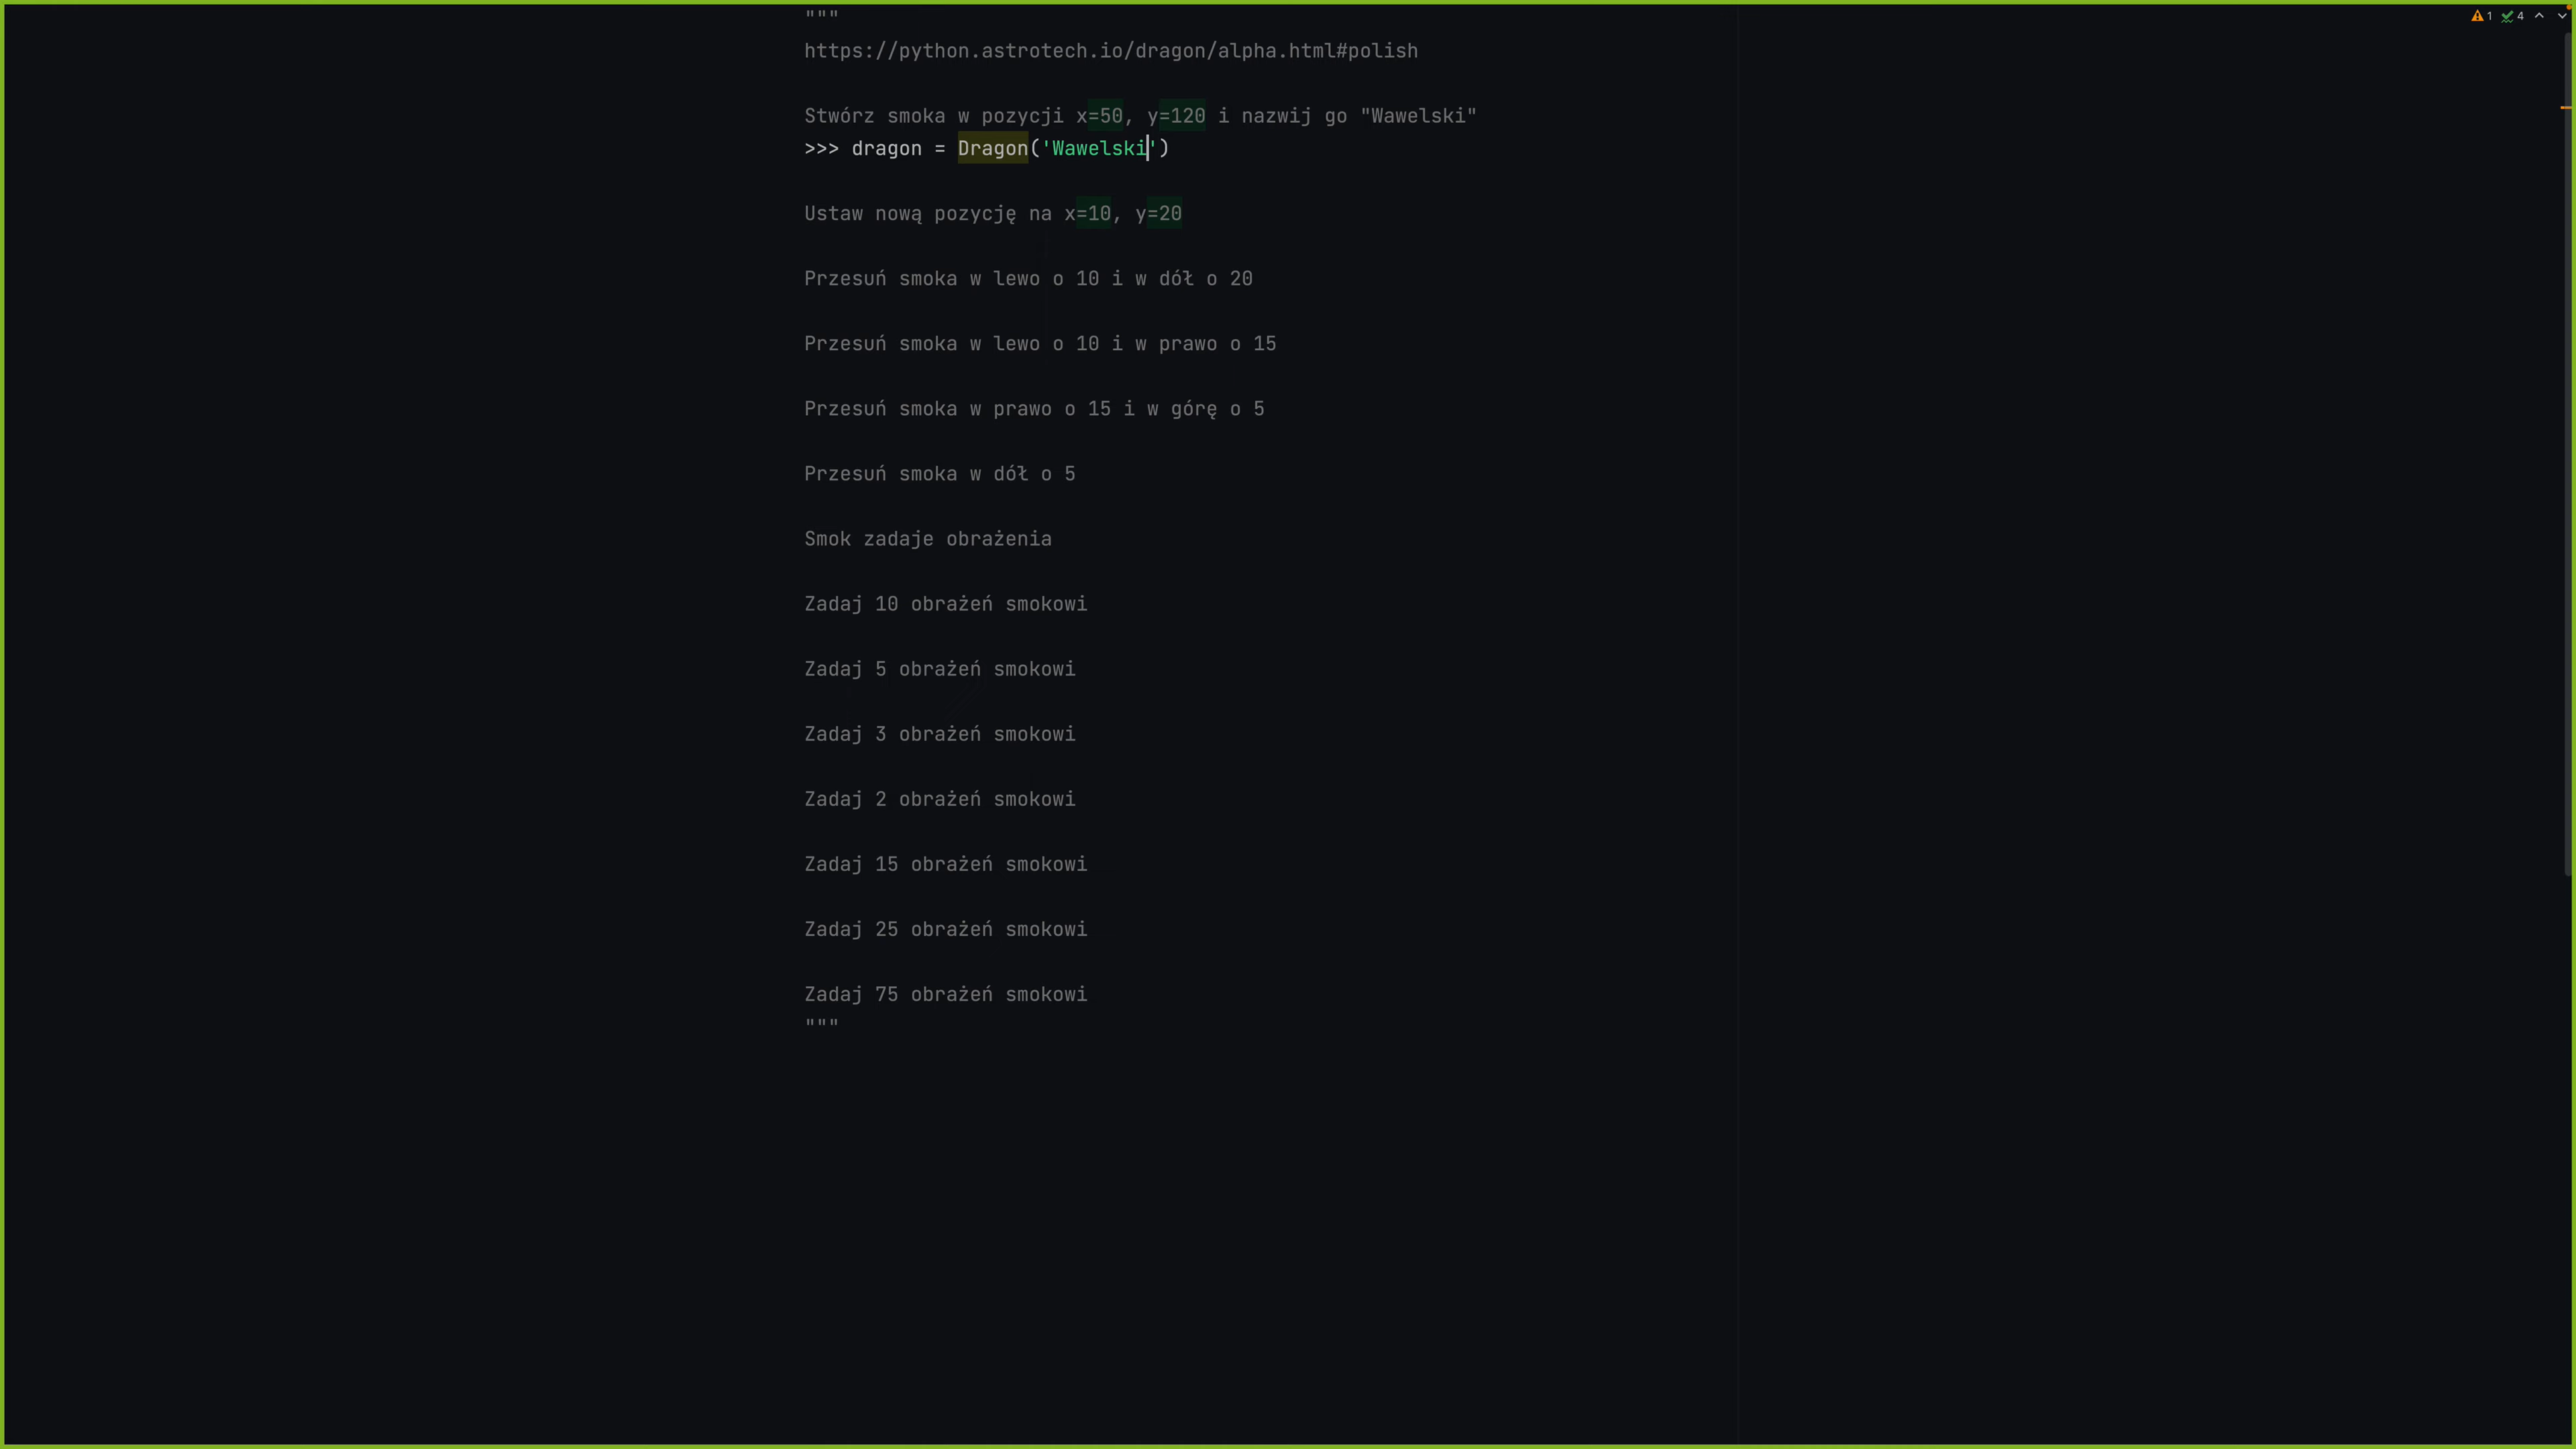 """
https://python.astrotech.io/dragon/alpha.html#polish
Stwórz smoka w pozycji x=50, y=120 i nazwij go "Wawelski"
>>> dragon = Dragon('Wawelski')
Ustaw nową pozycję na x=10, y=20
Przesuń smoka w lewo o 10 i w dół o 20
Przesuń smoka w lewo o 10 i w prawo o 15
Przesuń smoka w prawo o 15 i w górę o 5
Przesuń smoka w dół o 5
Smok zadaje obrażenia
Zadaj 10 obrażeń smokowi
Zadaj 5 obrażeń smokowi
Zadaj 3 obrażeń smokowi
Zadaj 2 obrażeń smokowi
Zadaj 15 obrażeń smokowi
Zadaj 25 obrażeń smokowi
Zadaj 75 obrażeń smokowi
"""
1 4